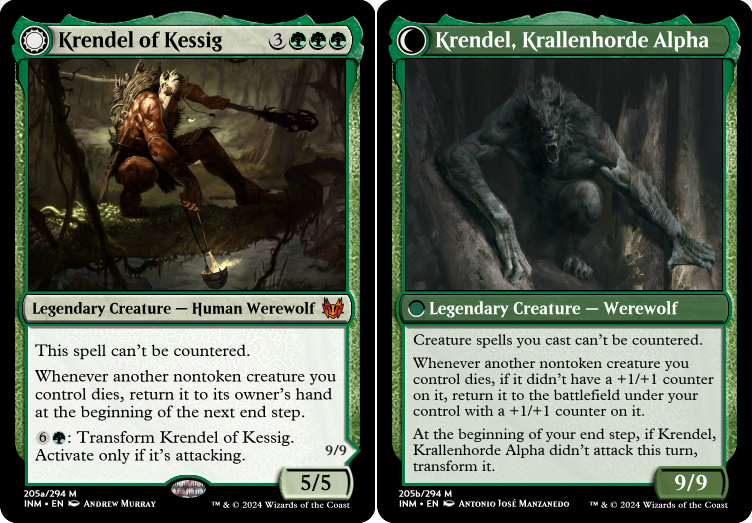 Krendel of Kessig 3
This spell can't be countered.
Legendary Creature — Human Werewolf
Whenever another nontoken creature you
control dies, return it to its owner's hand
at the beginning of the next end step.
6 : Transform Krendel of Kessig.
Activate only if it's attacking.
9/9
5/5
205a/294 M
INM • EN Andrew Murray
™ & © 2024 Wizards of the Coast
Krendel, Krallenhorde Alpha
Legendary Creature — Werewolf
Creature spells you cast can't be countered.
Whenever another nontoken creature you
control dies, if it didn't have a +1/+1 counter
on it, return it to the battlefield under your
control with a +1/+1 counter on it.
At the beginning of your end step, if Krendel,
Krallenhorde Alpha didn't attack this turn,
transform it.
9/9
205b/294 M
INM • EN Antonio José Manzanedo
™ & © 2024 Wizards of the Coast